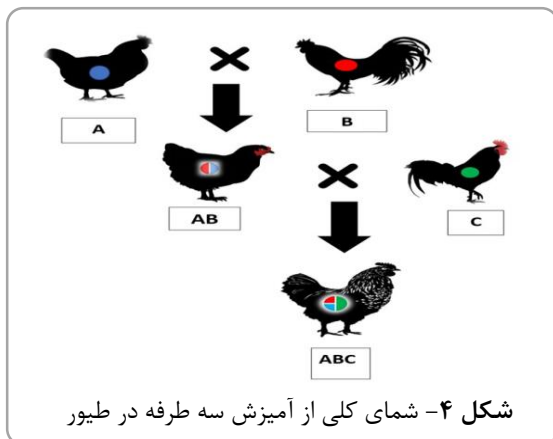 A
B
AB
C
ABC
شکل ۴- شمای کلی از آمیزش سه طرفه در طیور